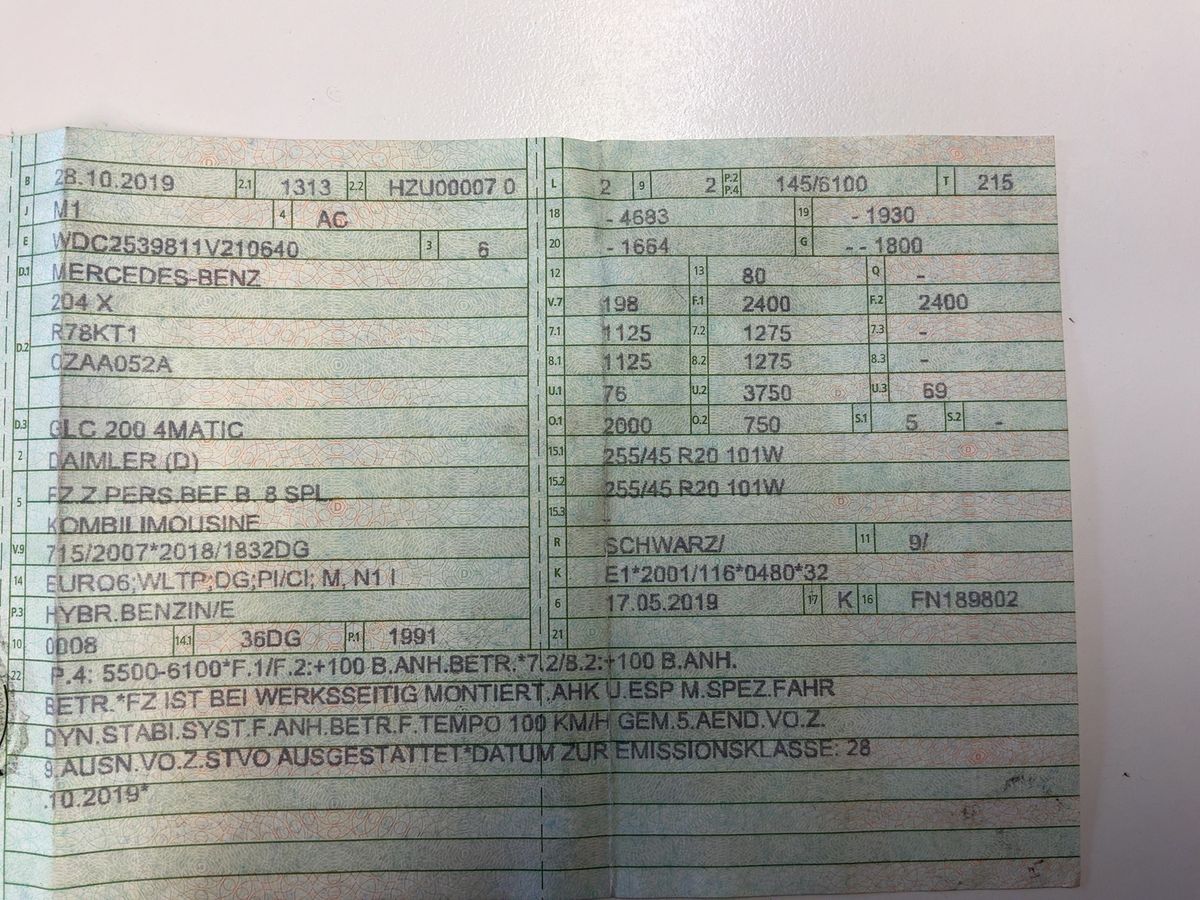 B 28.10.2019 2.1 1313 2.2 HZU00007 0
J M1 4 AC
E WDC2539811V210640 3 6
D.1 MERCEDES-BENZ
204 X
D.2 R78KT1
0ZAA052A
D.3 GLC 200 4MATIC
2 DAIMLER (D)
5 FZ.Z.PERS.BEF B. 8 SPL
KOMBILIMOUSINE
V.9 715/2007*2018/1832DG
14 EURO6;WLTP;DG;PI/CI; M, N1 I
P.3 HYBR.BENZIN/E
10 0008 14.1 36DG P.1 1991
L 2 9 2 P.2 P.4 145/6100 T 215
18 - 4683 19 - 1930
20 - 1664 G - - 1800
12 13 80 Q -
V.7 198 F.1 2400 F.2 2400
7.1 1125 7.2 1275 7.3 -
8.1 1125 8.2 1275 8.3 -
U.1 76 U.2 3750 U.3 69
O.1 2000 O.2 750 S.1 5 S.2 -
15.1 255/45 R20 101W
15.2 255/45 R20 101W
15.3 -
R SCHWARZ/ 11 9/
K E1*2001/116*0480*32
6 17.05.2019 17 K 16 FN189802
21
22 P.4: 5500-6100*F.1/F.2:+100 B.ANH.BETR.*7.2/8.2:+100 B.ANH.
BETR.*FZ IST BEI WERKSSEITIG MONTIERT.AHK U.ESP M.SPEZ.FAHR
DYN.STABI.SYST.F.ANH.BETR.F.TEMPO 100 KM/H GEM.5.AEND.VO.Z.
9.AUSN.VO.Z.STVO AUSGESTATTET*DATUM ZUR EMISSIONSKLASSE: 28
.10.2019*